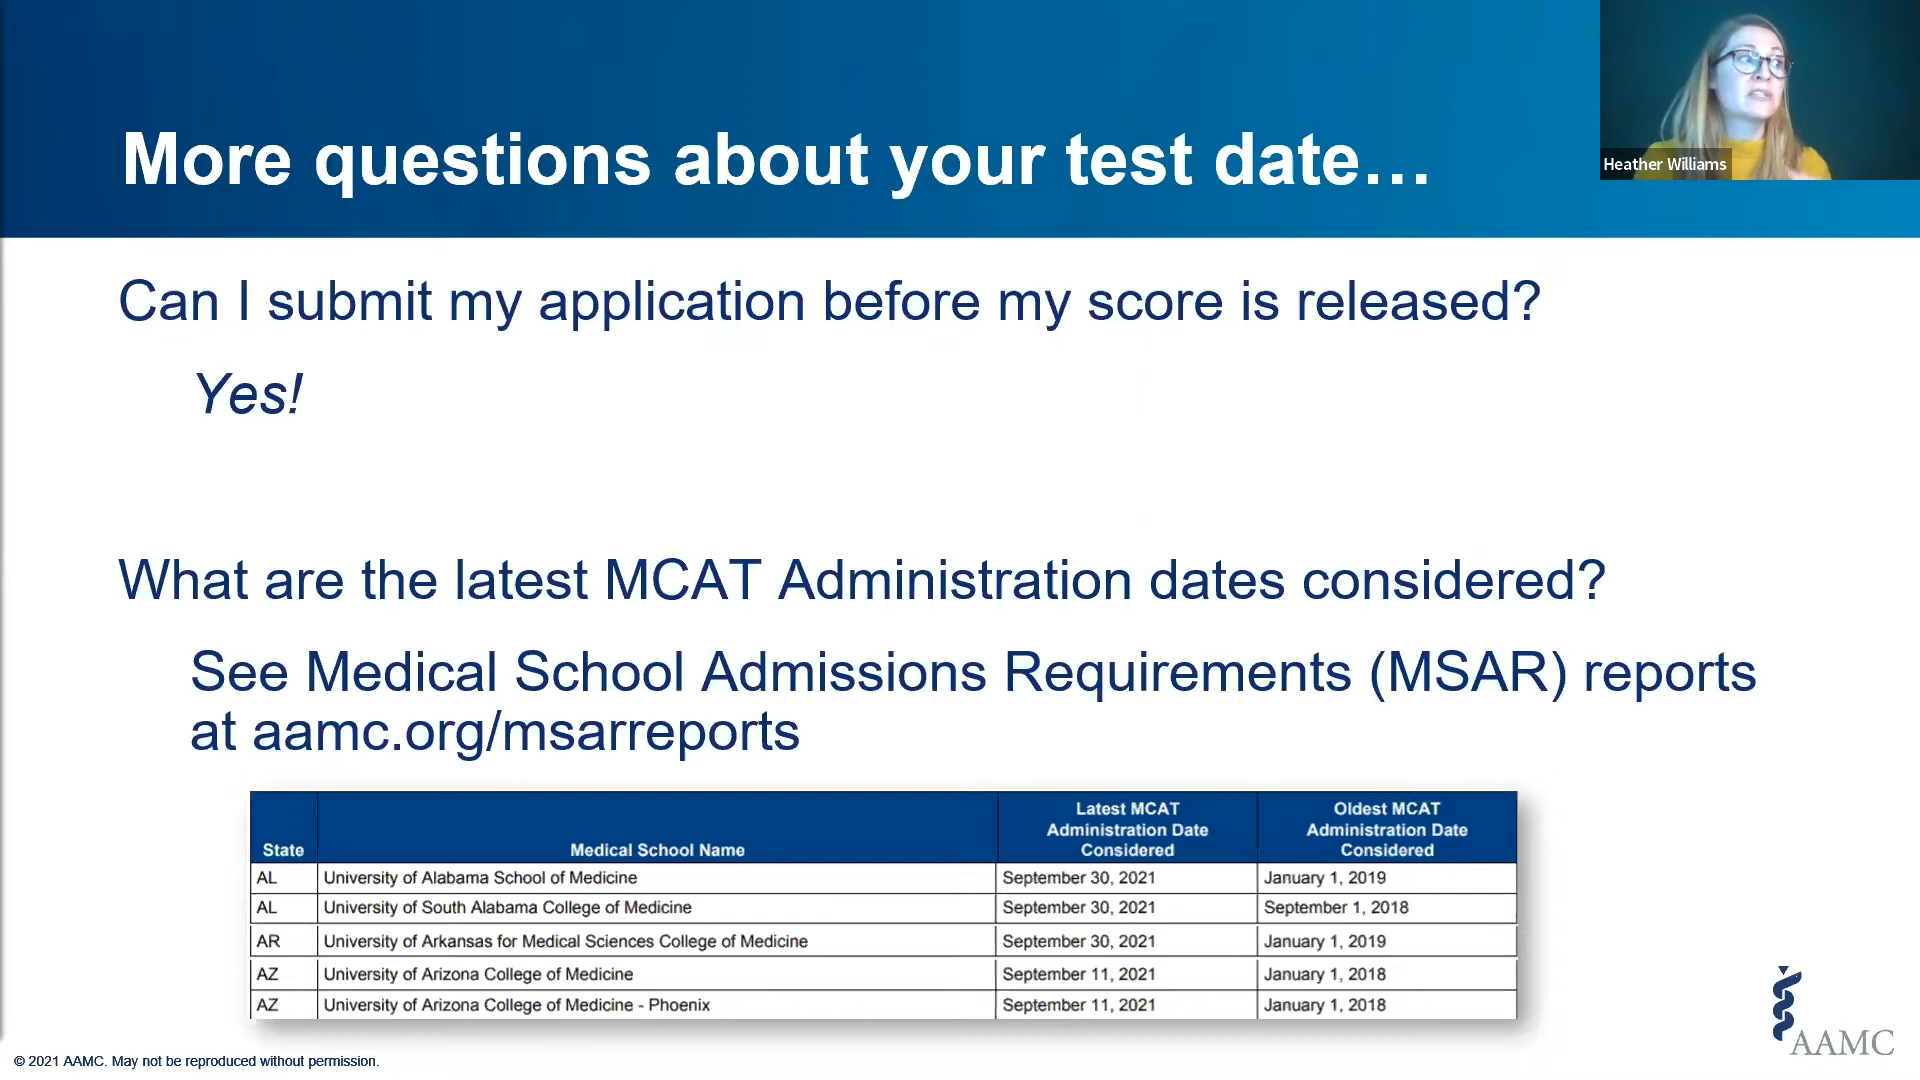 More questions about your test date…
Heather Williams
Can I submit my application before my score is released?
Yes!
What are the latest MCAT Administration dates considered?
See Medical School Admissions Requirements (MSAR) reports
at aamc.org/msarreports
State Medical School Name Latest MCAT Administration Date Considered Oldest MCAT Administration Date Considered
AL University of Alabama School of Medicine September 30, 2021 January 1, 2019
AL University of South Alabama College of Medicine September 30, 2021 September 1, 2018
AR University of Arkansas for Medical Sciences College of Medicine September 30, 2021 January 1, 2019
AZ University of Arizona College of Medicine September 11, 2021 January 1, 2018
AZ University of Arizona College of Medicine - Phoenix September 11, 2021 January 1, 2018
© 2021 AAMC. May not be reproduced without permission.
AAMC